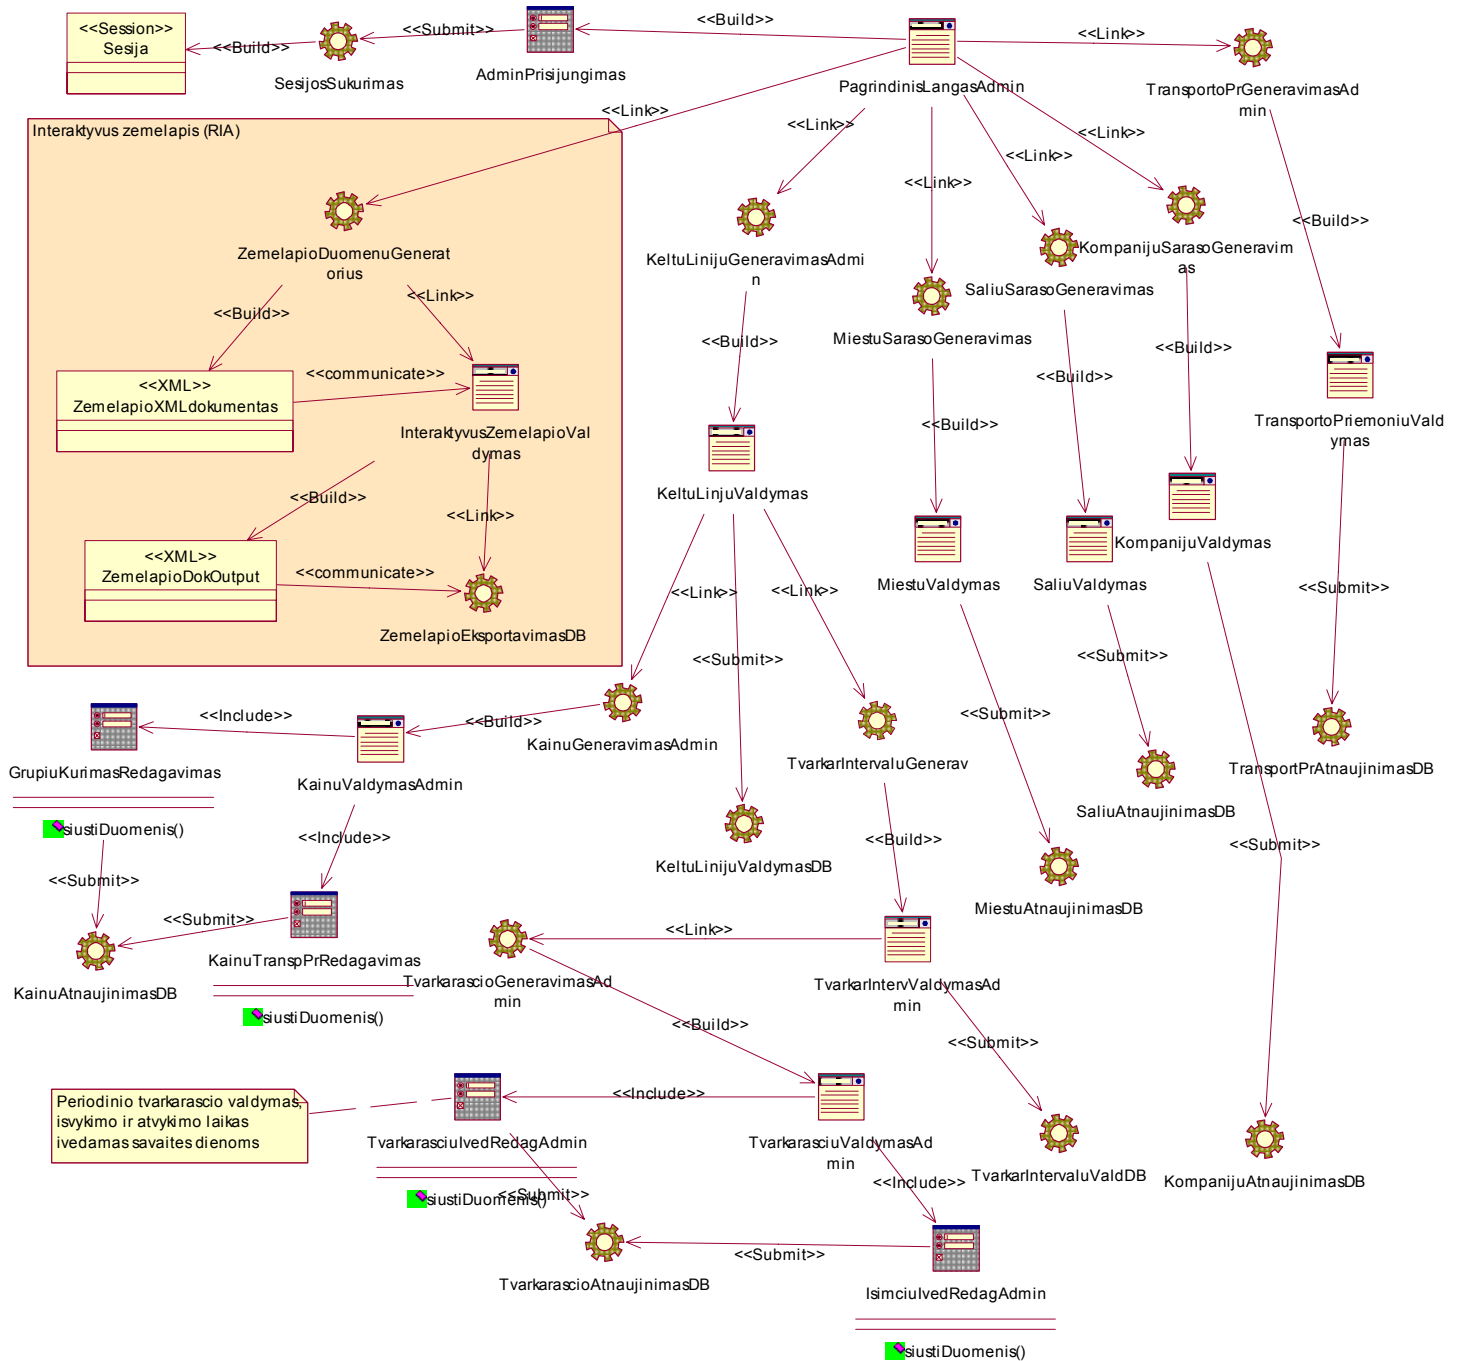 <<Session>>
Sesija
<<Build>>
SesijosSukurimas
<<Submit>>
AdminPrisijungimas
<<Build>>
PagrindinisLangasAdmin
<<Link>>
TransportoPrGeneravimasAd
min
<<Link>>
Interaktyvus zemelapis (RIA)
<<Link>>
<<Link>>
<<Link>>
<<Link>>
<<Build>>
ZemelapioDuomenuGenerat
orius
KeltuLinijuGeneravimasAdmi
n
KompanijuSarasoGeneravim
as
SaliuSarasoGeneravimas
MiestuSarasoGeneravimas
<<Build>>
<<Link>>
<<Build>>
<<Build>>
<<Build>>
<<Build>>
<<XML>>
ZemelapioXMLdokumentas
<<communicate>>
InteraktyvusZemelapioVal
dymas
TransportoPriemoniuVald
ymas
KeltuLinjuValdymas
<<Build>>
<<Link>>
<<XML>>
ZemelapioDokOutput
<<communicate>>
ZemelapioEksportavimasDB
KompanijuValdymas
MiestuValdymas
SaliuValdymas
<<Link>>
<<Link>>
<<Submit>>
<<Submit>>
<<Submit>>
<<Submit>>
<<Include>>
<<Build>>
KainuGeneravimasAdmin
GrupiuKurimasRedagavimas
siustiDuomenis()
KainuValdymasAdmin
TvarkarIntervaluGenerav
TransportPrAtnaujinimasDB
SaliuAtnaujinimasDB
<<Include>>
<<Build>>
<<Submit>>
KeltuLinijuValdymasDB
<<Submit>>
<<Submit>>
MiestuAtnaujinimasDB
<<Link>>
KainuTranspPrRedagavimas
siustiDuomenis()
KainuAtnaujinimasDB
TvarkarascioGeneravimasAd
min
TvarkarIntervValdymasAd
min
<<Build>>
<<Submit>>
Periodinio tvarkarascio valdymas,
isvykimo ir atvykimo laikas
ivedamas savaites dienoms
<<Include>>
TvarkarasciuIvedRedagAdmin
siustiDuomenis()
<<Submit>>
TvarkarasciuValdymasAd
min
<<Include>>
TvarkarIntervaluValdDB
KompanijuAtnaujinimasDB
<<Submit>>
TvarkarascioAtnaujinimasDB
IsimciuIvedRedagAdmin
siustiDuomenis()